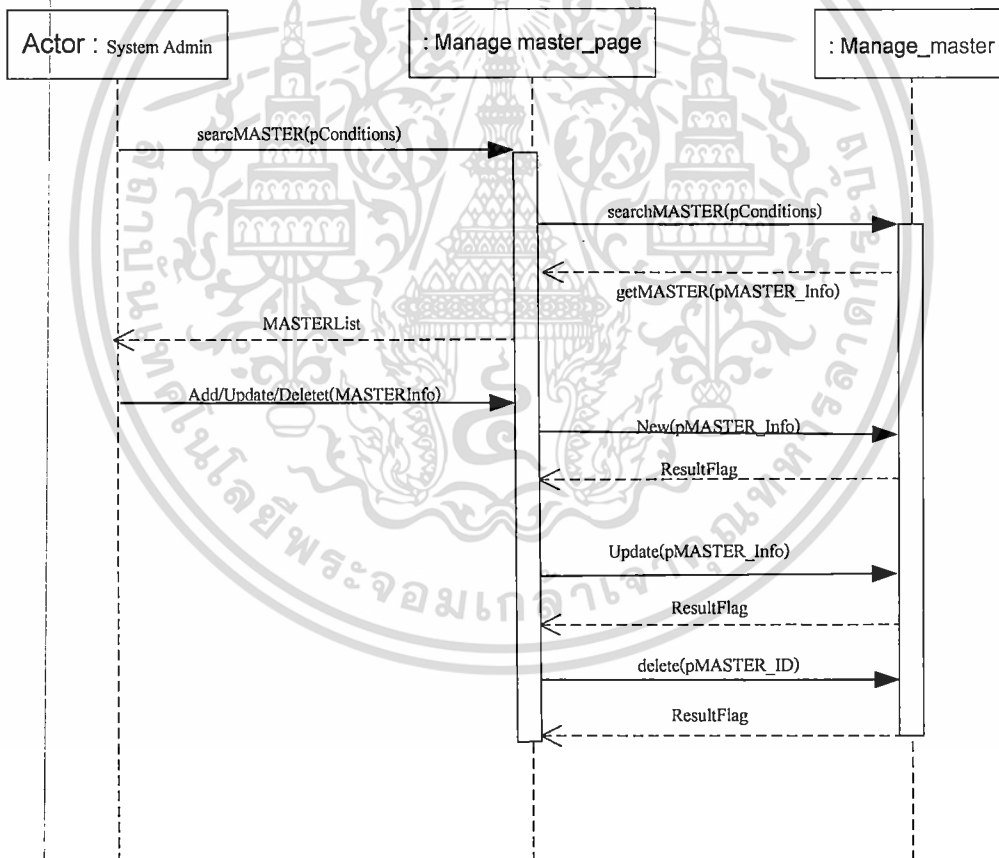 Actor : System Admin
: Manage master_page
: Manage_master
searcMASTER(pConditions)
searchMASTER(pConditions)
getMASTER(pMASTER_Info)
MASTERList
Add/Update/Deletet(MASTERInfo)
New(pMASTER_Info)
ResultFlag
Update(pMASTER_Info)
ResultFlag
delete(pMASTER_ID)
ResultFlag